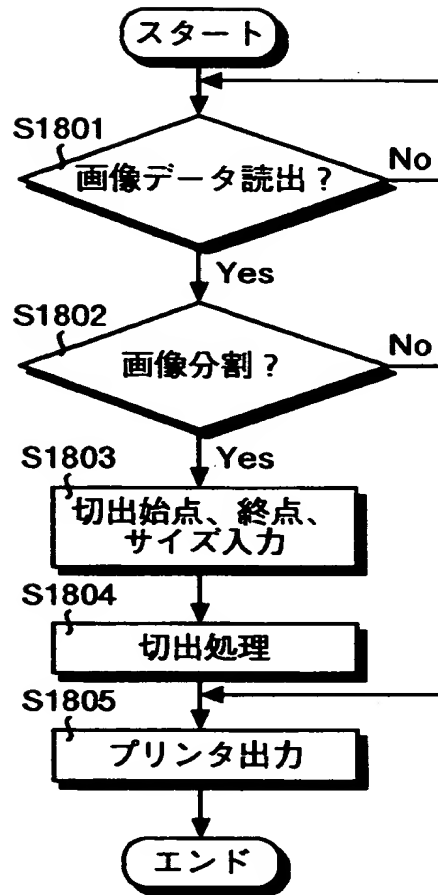 スタート
S1801
画像データ読出?
No
Yes
S1802
画像分割?
No
Yes
S1803
切出始点、終点、
サイズ入力
S1804
切出処理
S1805
プリンタ出力
エンド